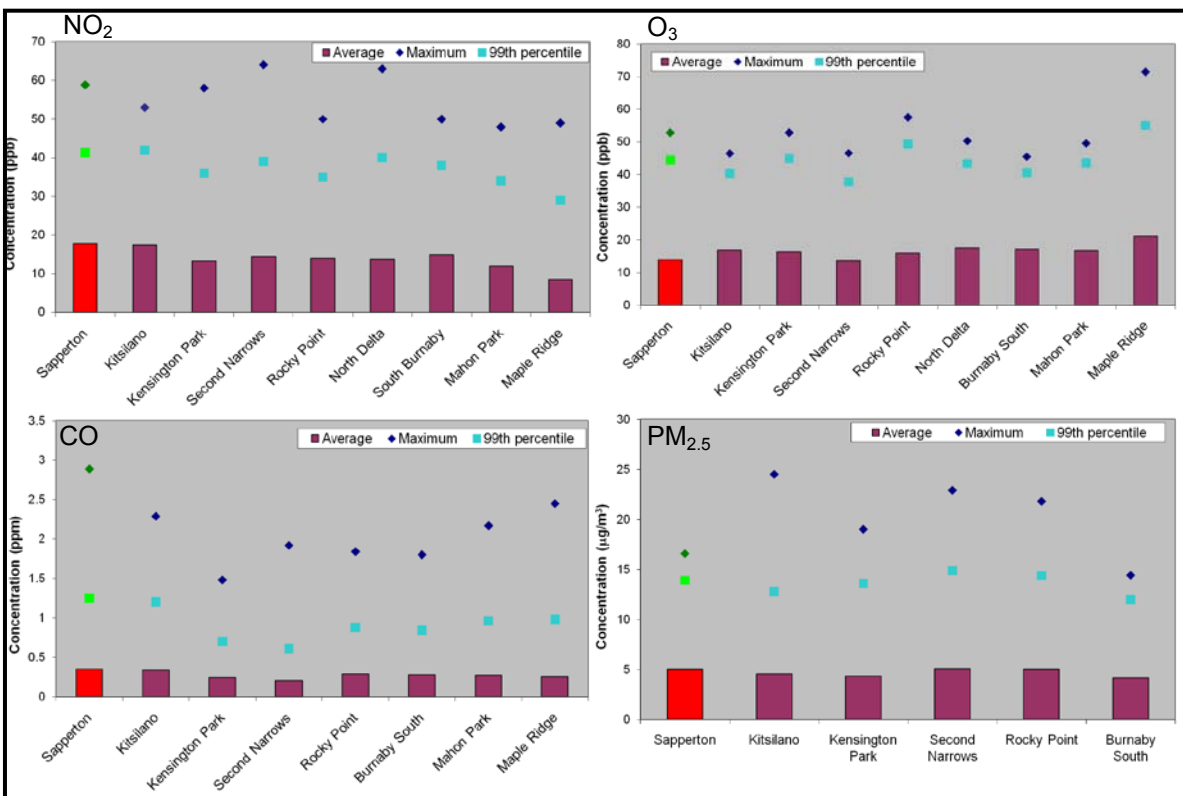 NO₂
Average Maximum 99th percentile
Concentration (ppb)
70
60
50
40
30
20
10
0
Sapperton
Kitsilano
Kensington Park
Second Narrows
Rocky Point
North Delta
South Burnaby
Mahon Park
Maple Ridge
O₃
Average Maximum 99th percentile
Concentration (ppb)
80
70
60
50
40
30
20
10
0
Sapperton
Kitsilano
Kensington Park
Second Narrows
Rocky Point
North Delta
Burnaby South
Mahon Park
Maple Ridge
CO
Average Maximum 99th percentile
Concentration (ppm)
3.5
3
2.5
2
1.5
1
0.5
0
Sapperton
Kitsilano
Kensington Park
Second Narrows
Rocky Point
Burnaby South
Mahon Park
Maple Ridge
PM₂.₅
Average Maximum 99th percentile
Concentration (µg/m³)
30
25
20
15
10
5
0
Sapperton
Kitsilano
Kensington
Park
Second
Narrows
Rocky Point
Burnaby
South